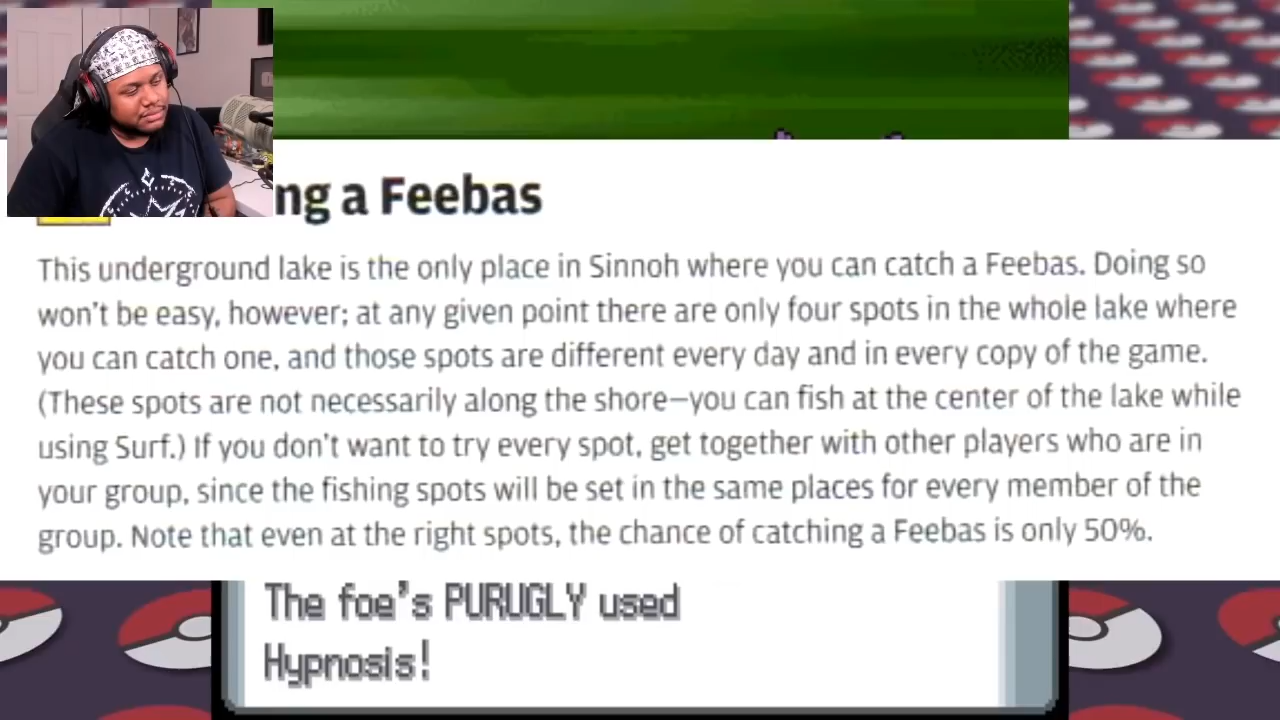 ng a Feebas
This underground lake is the only place in Sinnoh where you can catch a Feebas. Doing so
won't be easy, however; at any given point there are only four spots in the whole lake where
you can catch one, and those spots are different every day and in every copy of the game.
(These spots are not necessarily along the shore—you can fish at the center of the lake while
using Surf.) If you don't want to try every spot, get together with other players who are in
your group, since the fishing spots will be set in the same places for every member of the
group. Note that even at the right spots, the chance of catching a Feebas is only 50%.
The foe's PURUGLY used
Hypnosis!